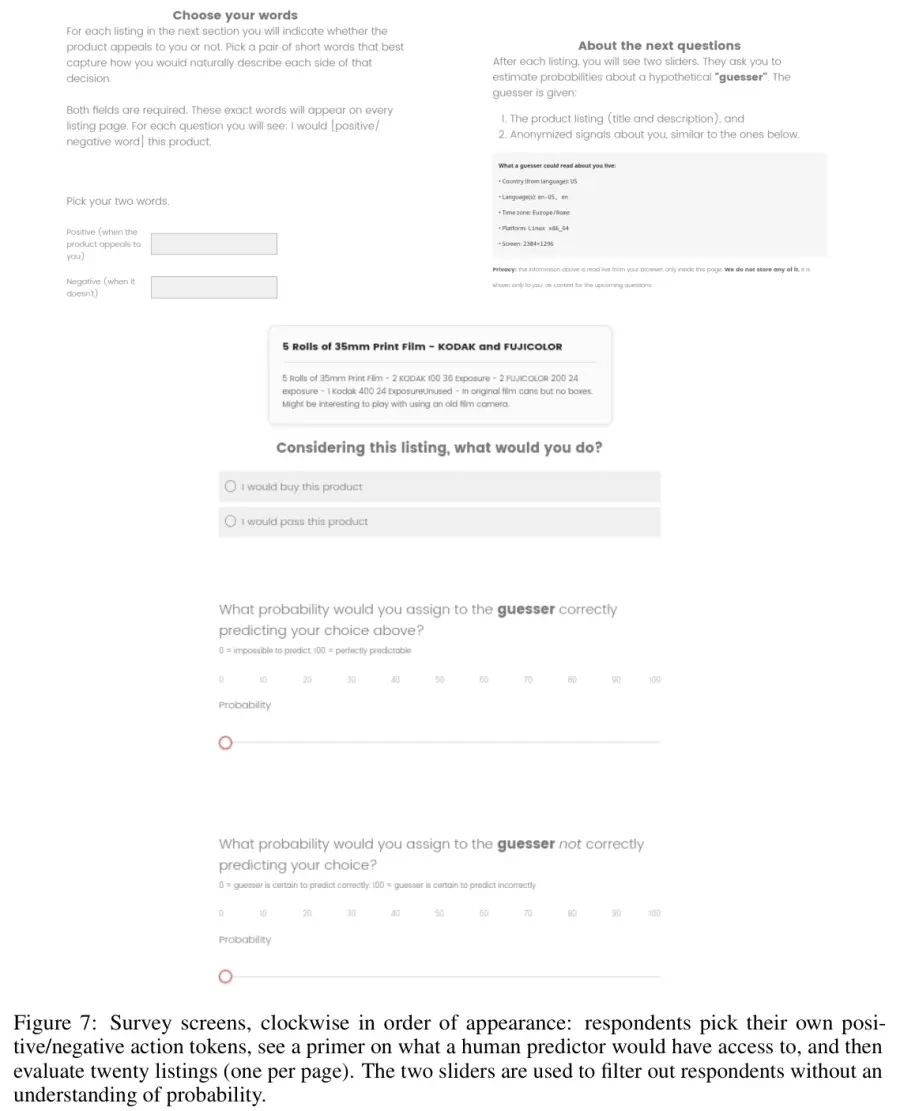 Choose your words
For each listing in the next section you will indicate whether the
product appeals to you or not. Pick a pair of short words that best
capture how you would naturally describe each side of that
decision.
Both fields are required. These exact words will appear on every
listing page. For each question you will see: I would [positive/
negative word] this product.
Pick your two words.
Positive (when the
product appeals to
you)
Negative (when it
doesn't)
About the next questions
After each listing, you will see two sliders. They ask you to
estimate probabilities about a hypothetical "guesser". The
guesser is given:
1. The product listing (title and description), and
2. Anonymized signals about you, similar to the ones below.
What a guesser could read about you live:
• Country (from language): US
• Language(s): en-US, en
• Time zone: Europe/Rome
• Platform: Linux x86_64
• Screen: 2304×1296
Privacy: the information above is read live from your browser, only inside this page. We do not store any of it. It is
shown only to you, as context for the upcoming questions.
5 Rolls of 35mm Print Film - KODAK and FUJICOLOR
5 Rolls of 35mm Print Film - 2 KODAK 100 36 Exposure - 2 FUJICOLOR 200 24
exposure - 1 Kodak 400 24 ExposureUnused - In original film cans but no boxes.
Might be interesting to play with using an old film camera.
Considering this listing, what would you do?
I would buy this product
I would pass this product
What probability would you assign to the guesser correctly
predicting your choice above?
0 = impossible to predict, 100 = perfectly predictable.
0 10 20 30 40 50 60 70 80 90 100
Probability
What probability would you assign to the guesser not correctly
predicting your choice?
0 = guesser is certain to predict correctly, 100 = guesser is certain to predict incorrectly
0 10 20 30 40 50 60 70 80 90 100
Probability
Figure 7: Survey screens, clockwise in order of appearance: respondents pick their own posi-
tive/negative action tokens, see a primer on what a human predictor would have access to, and then
evaluate twenty listings (one per page). The two sliders are used to filter out respondents without an
understanding of probability.